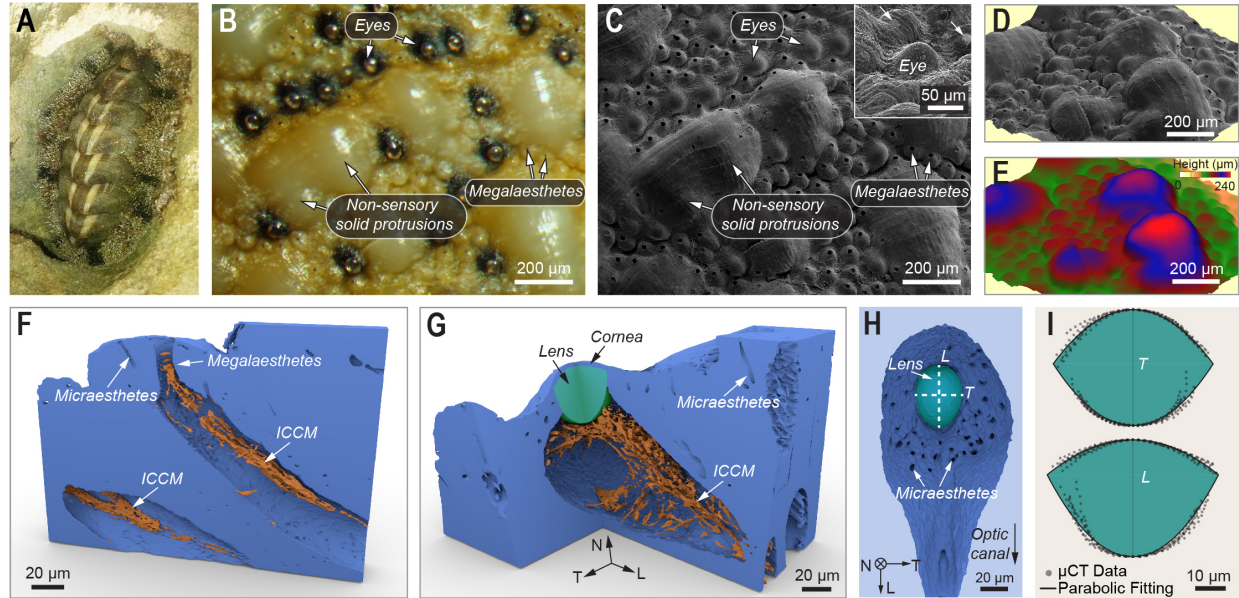 A
B
Eyes
Megalaesthetes
Non-sensory
solid protrusions
200 µm
C
Eyes
Eye
50 µm
Megalaesthetes
Non-sensory
solid protrusions
200 µm
D
200 µm
E
Height (µm)
0 240
200 µm
F
Megalaesthetes
Micraesthetes
ICCM
ICCM
20 µm
G
Cornea
Lens
Micraesthetes
ICCM
N
T L
20 µm
H
L
Lens
T
Micraesthetes
Optic
canal
N T
L
20 µm
I
T
L
µCT Data
Parabolic Fitting
10 µm